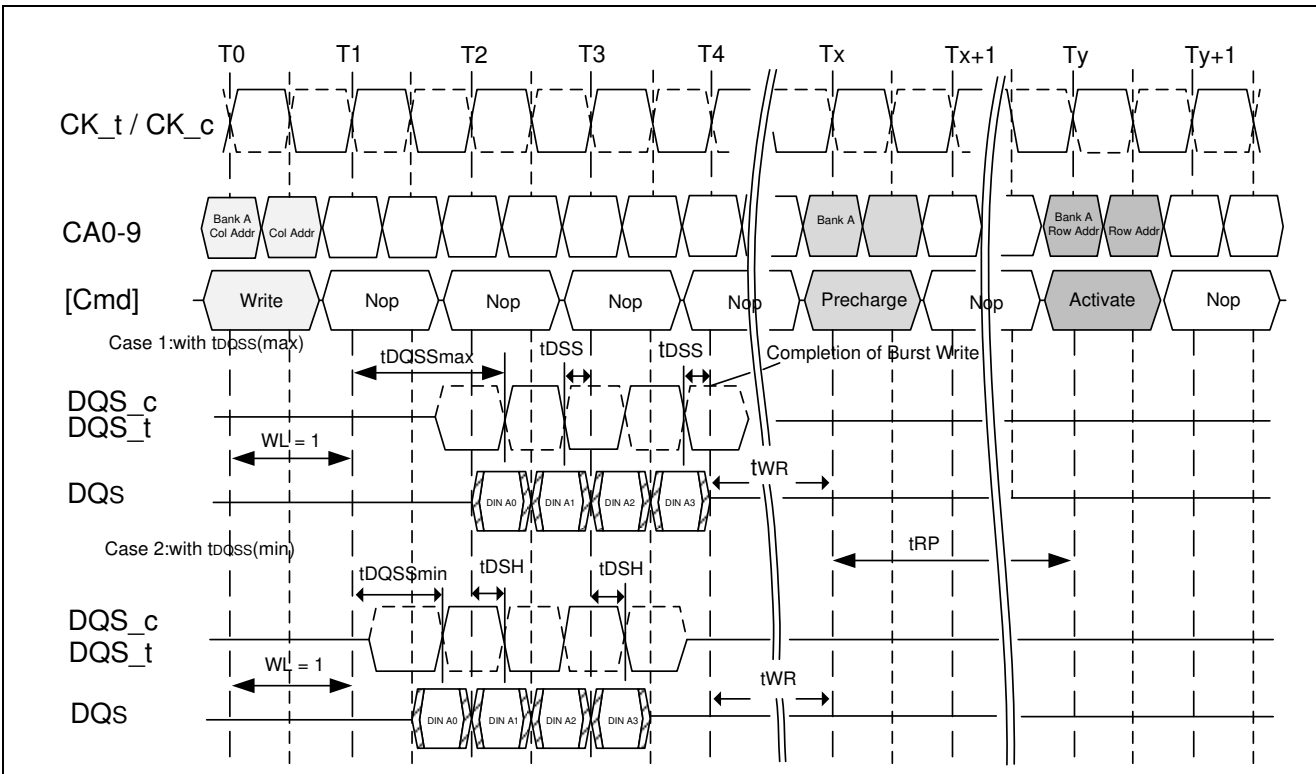 T0 T1 T2 T3 T4 Tx Tx+1 Ty Ty+1
CK_t / CK_c
CA0-9
Bank A
Col Addr
Col Addr
Bank A
Bank A
Row Addr
Row Addr
[Cmd]
Write Nop Nop Nop Nop Precharge Nop Activate Nop
Case 1:with tDQSS(max)
tDQSSmax
tDSS
tDSS
Completion of Burst Write
DQS_c
DQS_t
WL = 1
tWR
DQs
DIN A0 DIN A1 DIN A2 DIN A3
Case 2:with tDQSS(min)
tRP
tDQSSmin
tDSH
tDSH
DQS_c
DQS_t
WL = 1
tWR
DQs
DIN A0 DIN A1 DIN A2 DIN A3